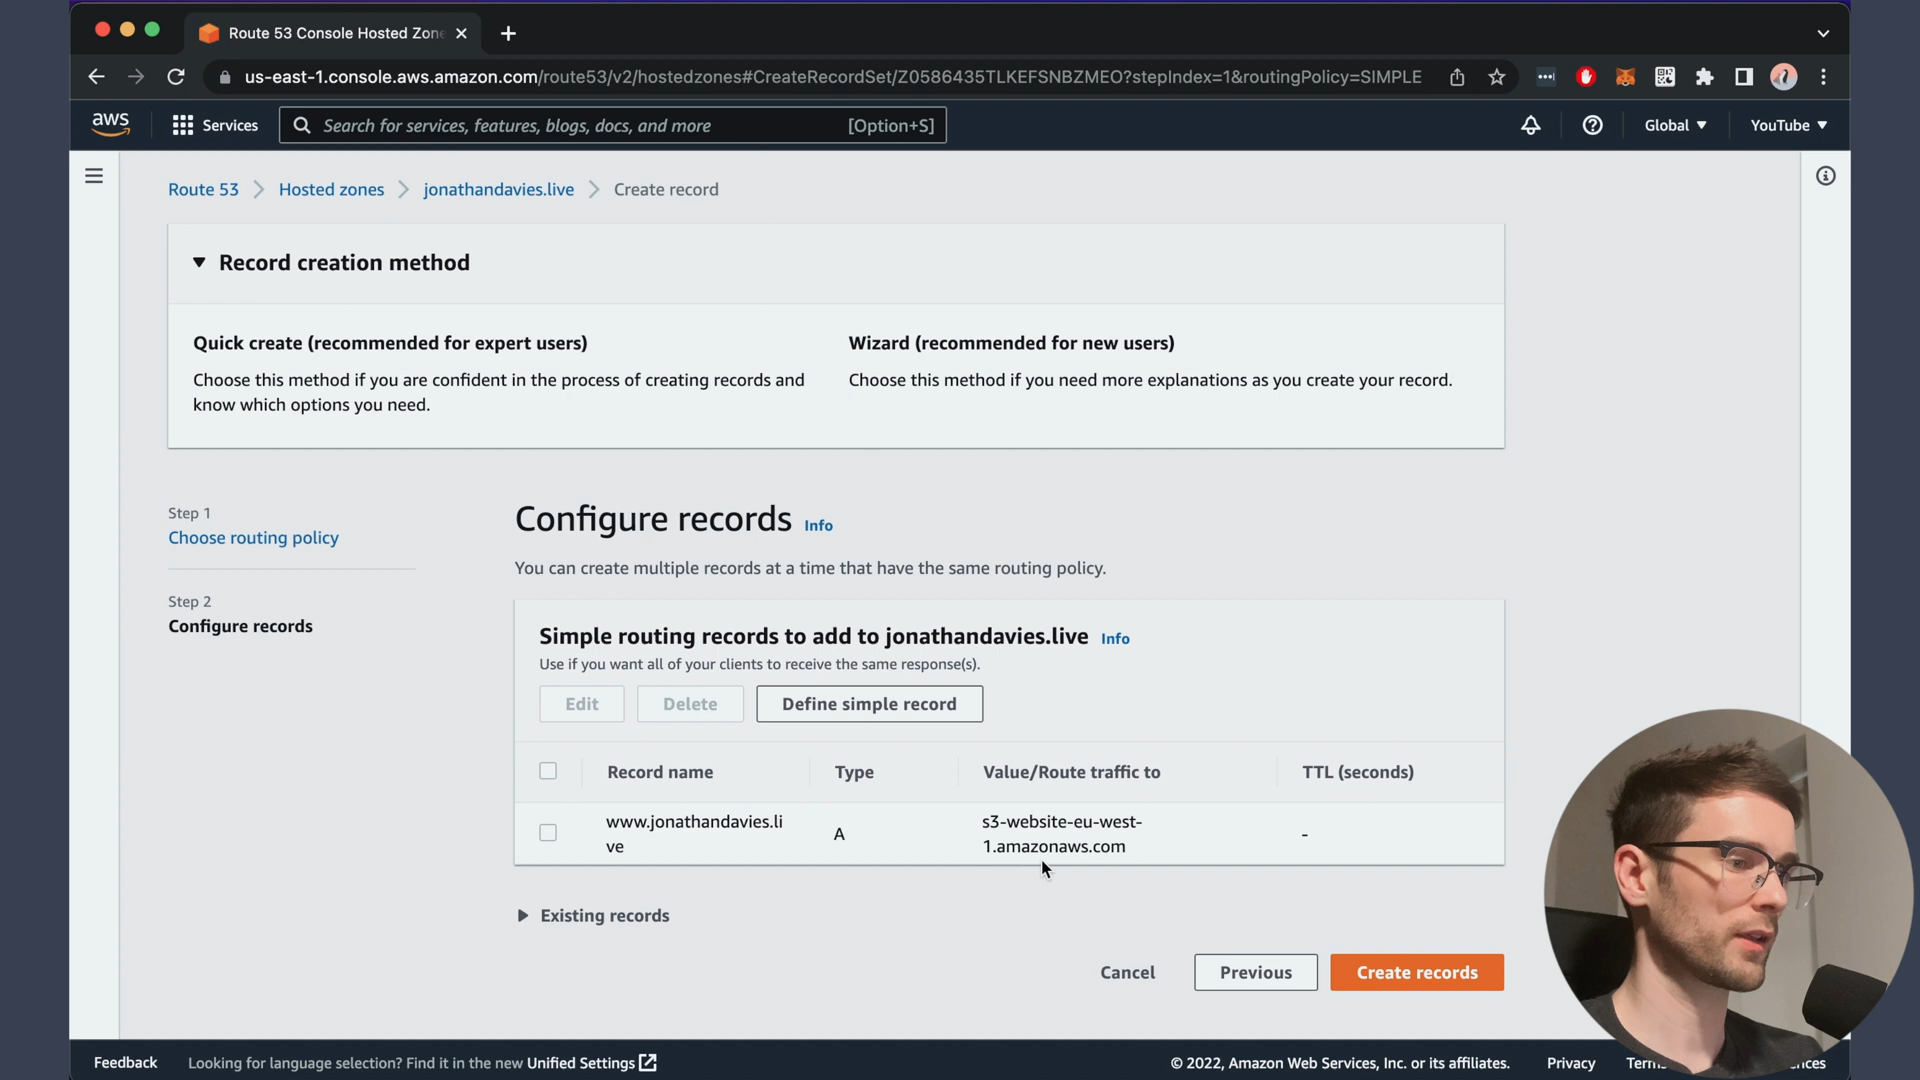 Route 53 Console Hosted Zone
us-east-1.console.aws.amazon.com/route53/v2/hostedzones#CreateRecordSet/Z0586435TLKEFSNBZMEO?stepIndex=1&routingPolicy=SIMPLE
aws
Services
Search for services, features, blogs, docs, and more
[Option+S]
Global
YouTube
Route 53
Hosted zones
jonathandavies.live
Create record
Record creation method
Quick create (recommended for expert users)
Choose this method if you are confident in the process of creating records and
know which options you need.
Wizard (recommended for new users)
Choose this method if you need more explanations as you create your record.
Step 1
Choose routing policy
Step 2
Configure records
Configure records Info
You can create multiple records at a time that have the same routing policy.
Simple routing records to add to jonathandavies.live Info
Use if you want all of your clients to receive the same response(s).
Edit
Delete
Define simple record
Record name
Type
Value/Route traffic to
TTL (seconds)
www.jonathandavies.li
ve
A
s3-website-eu-west-
1.amazonaws.com
-
Existing records
Cancel
Previous
Create records
Feedback
Looking for language selection? Find it in the new Unified Settings
© 2022, Amazon Web Services, Inc. or its affiliates.
Privacy